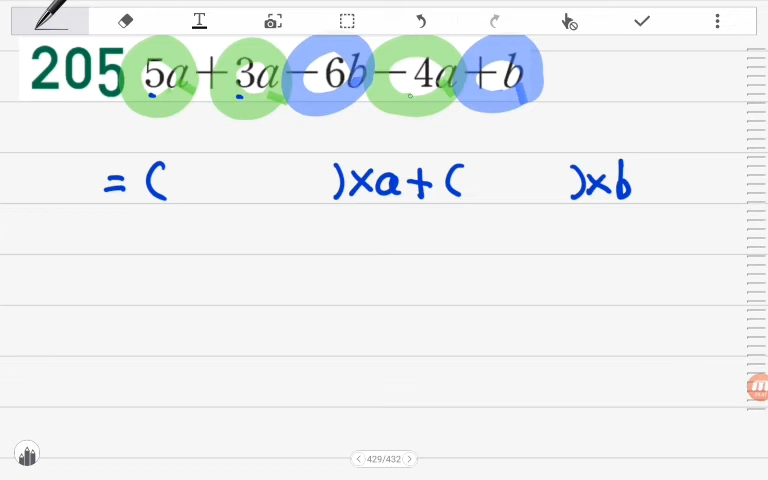 T
205 5a+3a−6b−4a+b
= (     )×a+(     )×b
429/432